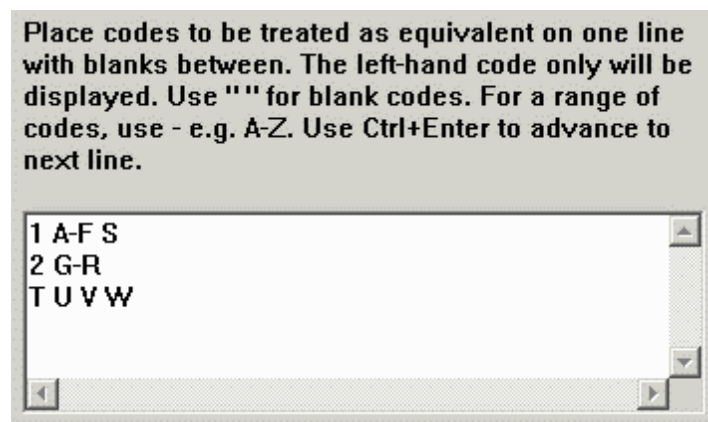 Place codes to be treated as equivalent on one line
with blanks between. The left-hand code only will be
displayed. Use " " for blank codes. For a range of
codes, use - e.g. A-Z. Use Ctrl+Enter to advance to
next line.
1 A-F S
2 G-R
T U V W